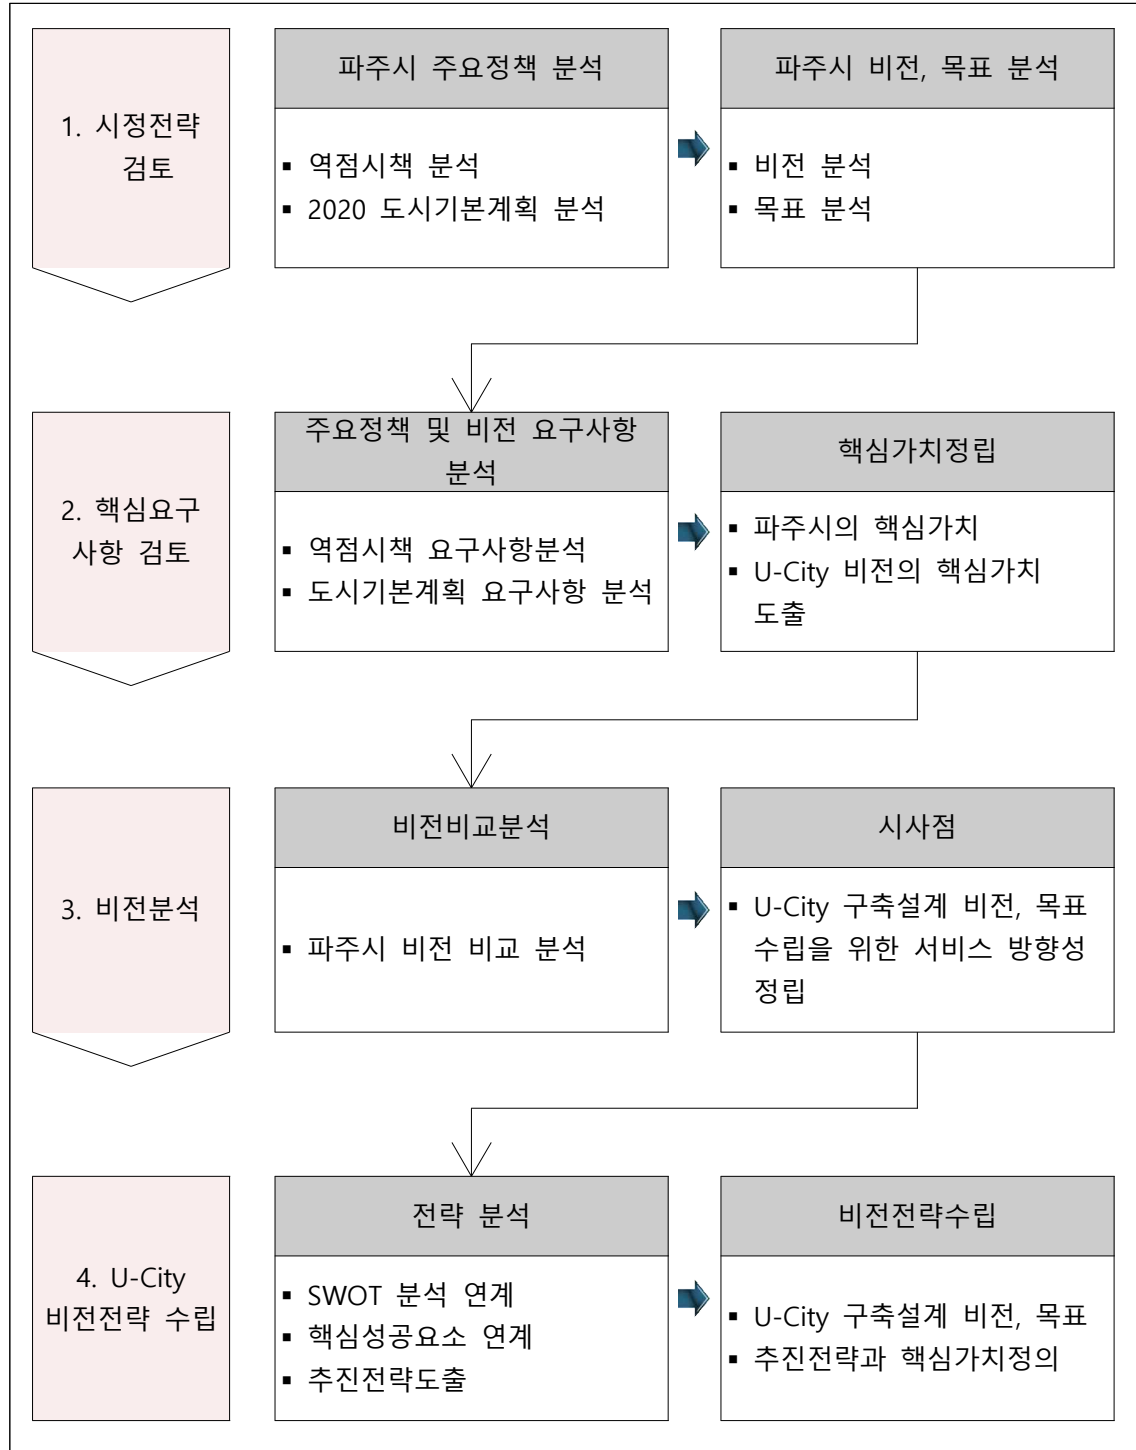 1. 시정전략
검토
파주시 주요정책 분석
▪ 역점시책 분석
▪ 2020 도시기본계획 분석
파주시 비전, 목표 분석
▪ 비전 분석
▪ 목표 분석
2. 핵심요구
사항 검토
주요정책 및 비전 요구사항
분석
▪ 역점시책 요구사항분석
▪ 도시기본계획 요구사항 분석
핵심가치정립
▪ 파주시의 핵심가치
▪ U-City 비전의 핵심가치
도출
3. 비전분석
비전비교분석
▪ 파주시 비전 비교 분석
시사점
▪ U-City 구축설계 비전, 목표
수립을 위한 서비스 방향성
정립
4. U-City
비전전략 수립
전략 분석
▪ SWOT 분석 연계
▪ 핵심성공요소 연계
▪ 추진전략도출
비전전략수립
▪ U-City 구축설계 비전, 목표
▪ 추진전략과 핵심가치정의